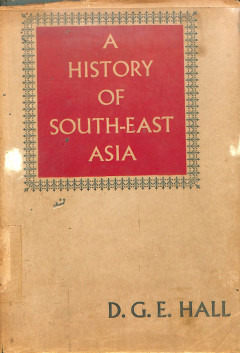 A
HISTORY
OF
SOUTH-EAST
ASIA
D. G. E. HALL